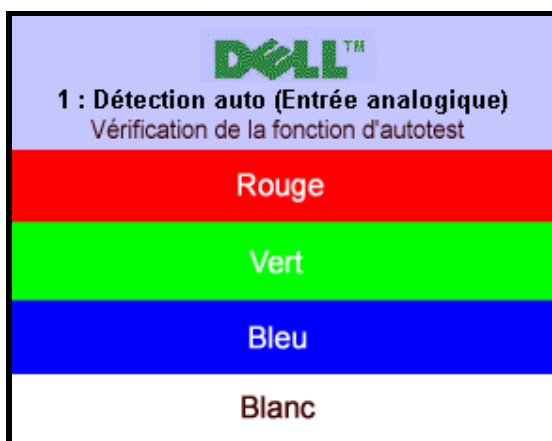 DELL™
1 : Détection auto (Entrée analogique)
Vérification de la fonction d'autotest
Rouge
Vert
Bleu
Blanc